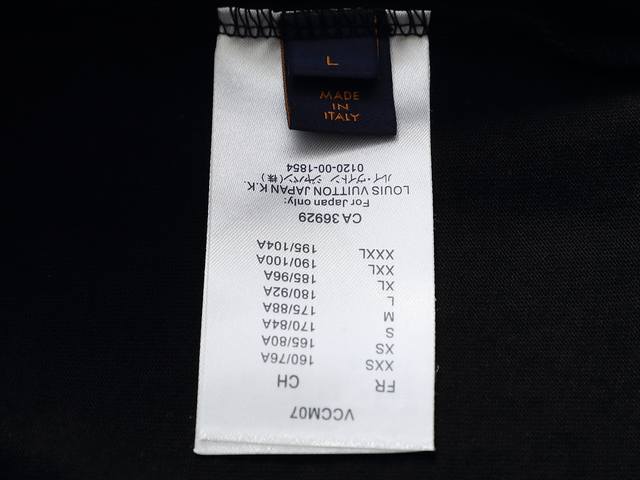 L
MADE
IN
ITALY
VCCM07
FR CH
XXS 160/76A
XS 165/80A
S 170/84A
M 175/88A
L 180/92A
XL 185/96A
XXL 190/100A
XXXL 195/104A
CA 36929
For Japan only:
LOUIS VUITTON JAPAN K.K.
ルイ・ヴィトン ジャパン(株)
0120-00-1854